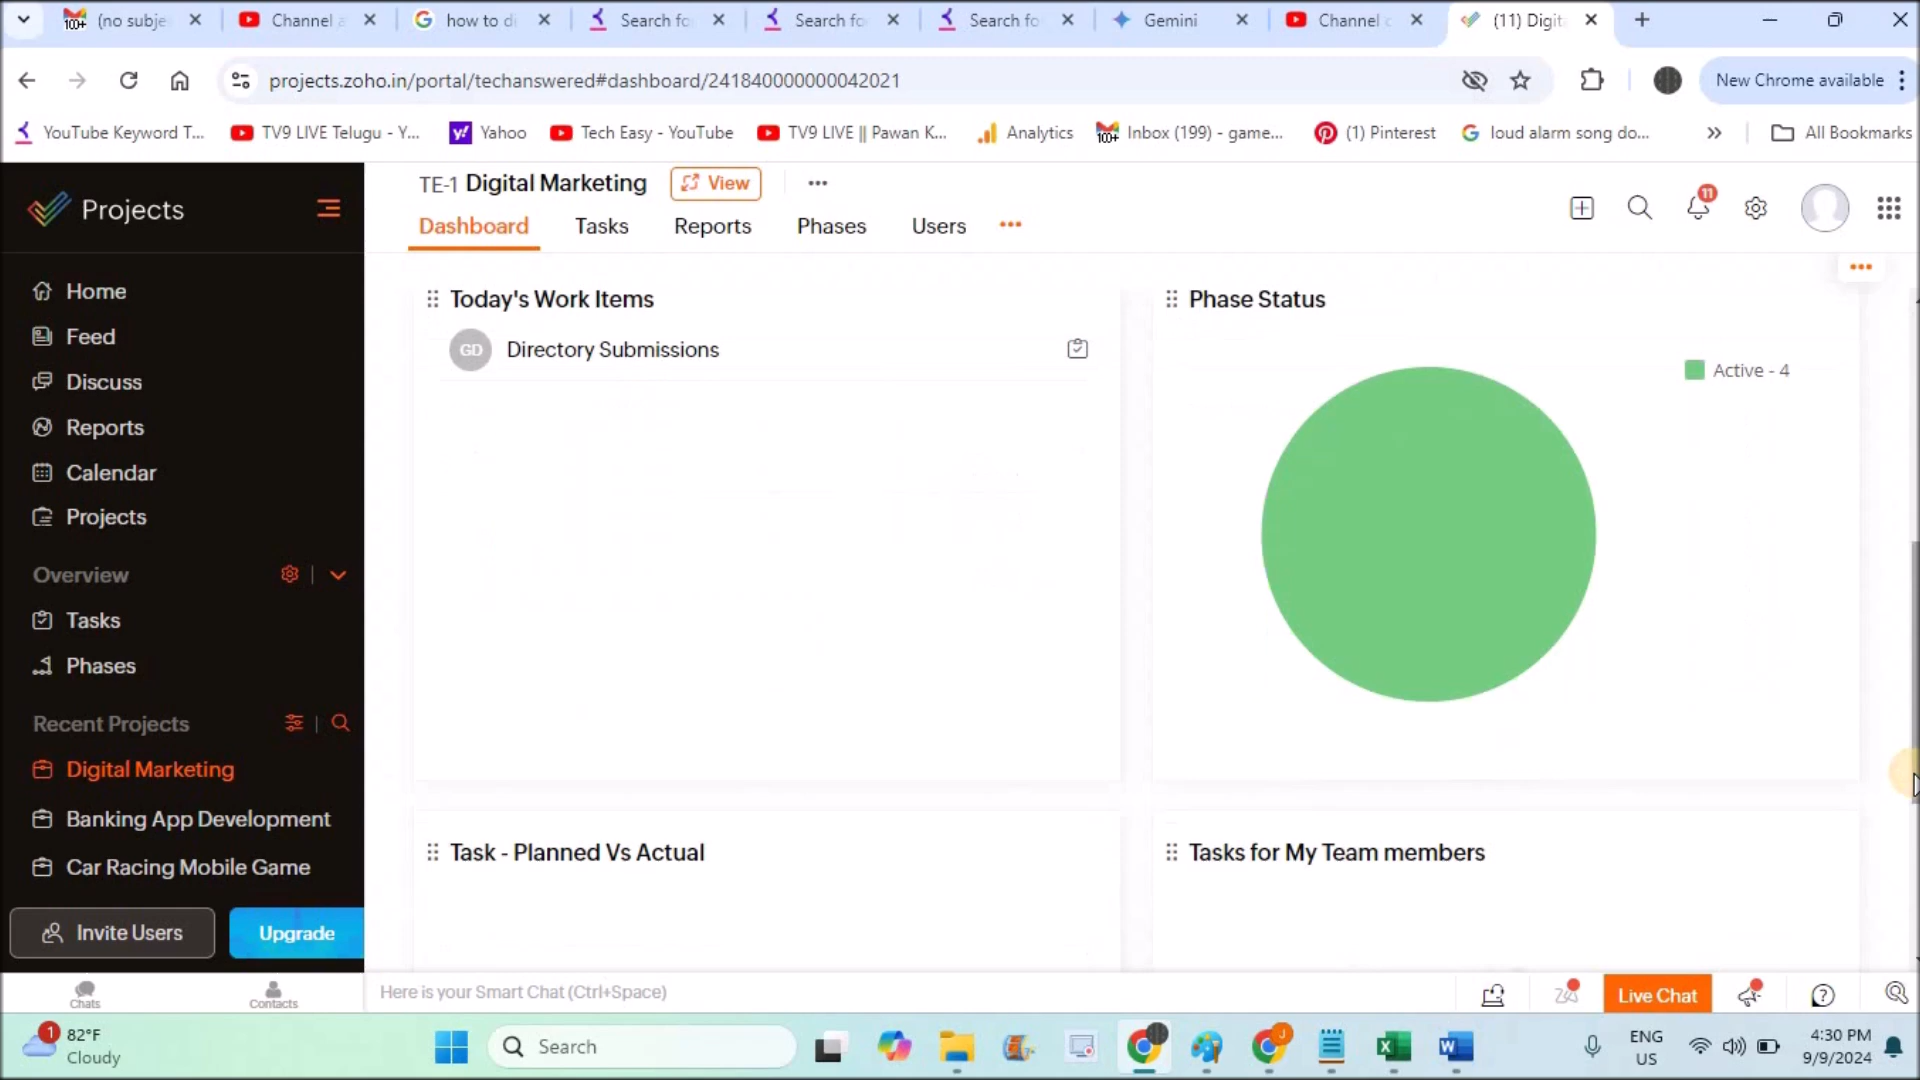 (no subje
Channel a
how to di
Search fo
Search fo
Search fo
Gemini
Channel c
(11) Digit
projects.zoho.in/portal/techanswered#dashboard/241840000000042021
New Chrome available
YouTube Keyword T...
TV9 LIVE Telugu - Y...
Yahoo
Tech Easy - YouTube
TV9 LIVE || Pawan K...
Analytics
Inbox (199) - game...
(1) Pinterest
loud alarm song do...
All Bookmarks
Projects
TE-1 Digital Marketing
View
Dashboard
Tasks
Reports
Phases
Users
11
Home
Feed
Discuss
Reports
Calendar
Projects
Overview
Tasks
Phases
Recent Projects
Digital Marketing
Banking App Development
Car Racing Mobile Game
Invite Users
Upgrade
Today's Work Items
GD
Directory Submissions
Phase Status
Active - 4
Task - Planned Vs Actual
Tasks for My Team members
Chats
Contacts
Here is your Smart Chat (Ctrl+Space)
Live Chat
1
82°F
Cloudy
Search
ENG
US
4:30 PM
9/9/2024